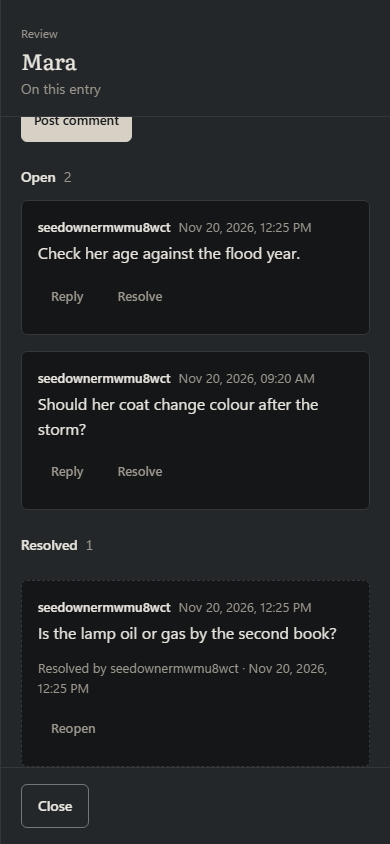 Review
Mara
On this entry
Post comment
Open 2
seedownermwmu8wct Nov 20, 2026, 12:25 PM
Check her age against the flood year.
Reply Resolve
seedownermwmu8wct Nov 20, 2026, 09:20 AM
Should her coat change colour after the
storm?
Reply Resolve
Resolved 1
seedownermwmu8wct Nov 20, 2026, 12:25 PM
Is the lamp oil or gas by the second book?
Resolved by seedownermwmu8wct · Nov 20, 2026,
12:25 PM
Reopen
Close